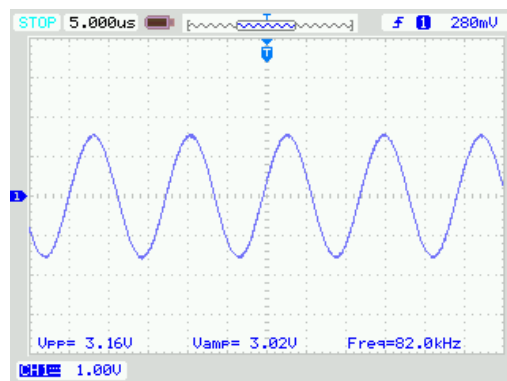 STOP 5.000us T 1 280mV
T
1
Vpp= 3.16V Vamp= 3.02V Freq=82.0kHz
CH1 1.00V